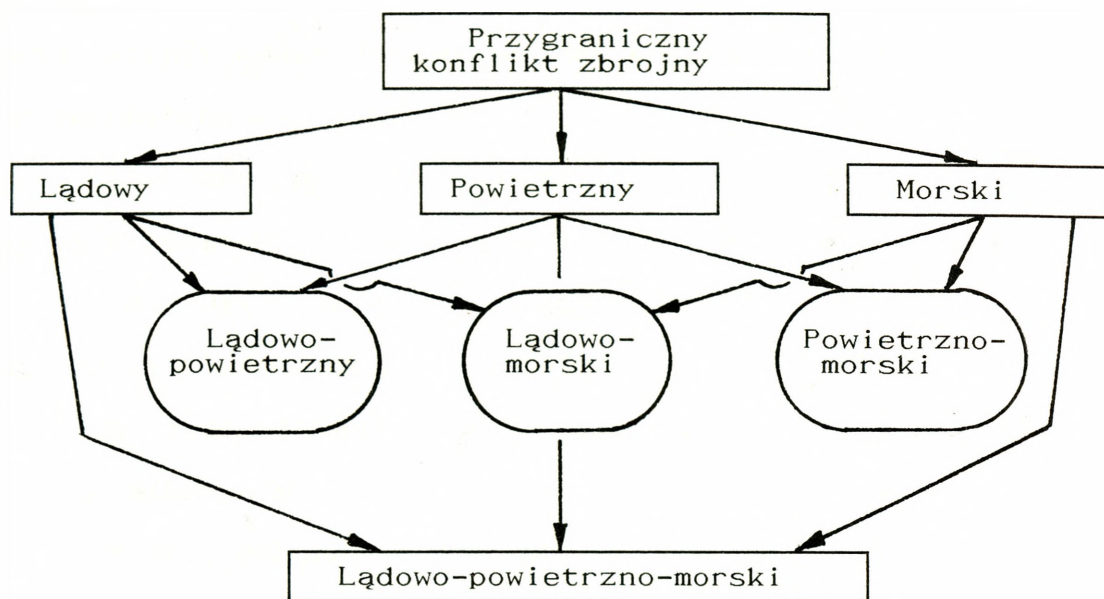 Przygraniczny
konflikt zbrojny
Lądowy
Powietrzny
Morski
Lądowo-
powietrzny
Lądowo-
morski
Powietrzno-
morski
Lądowo-powietrzno-morski